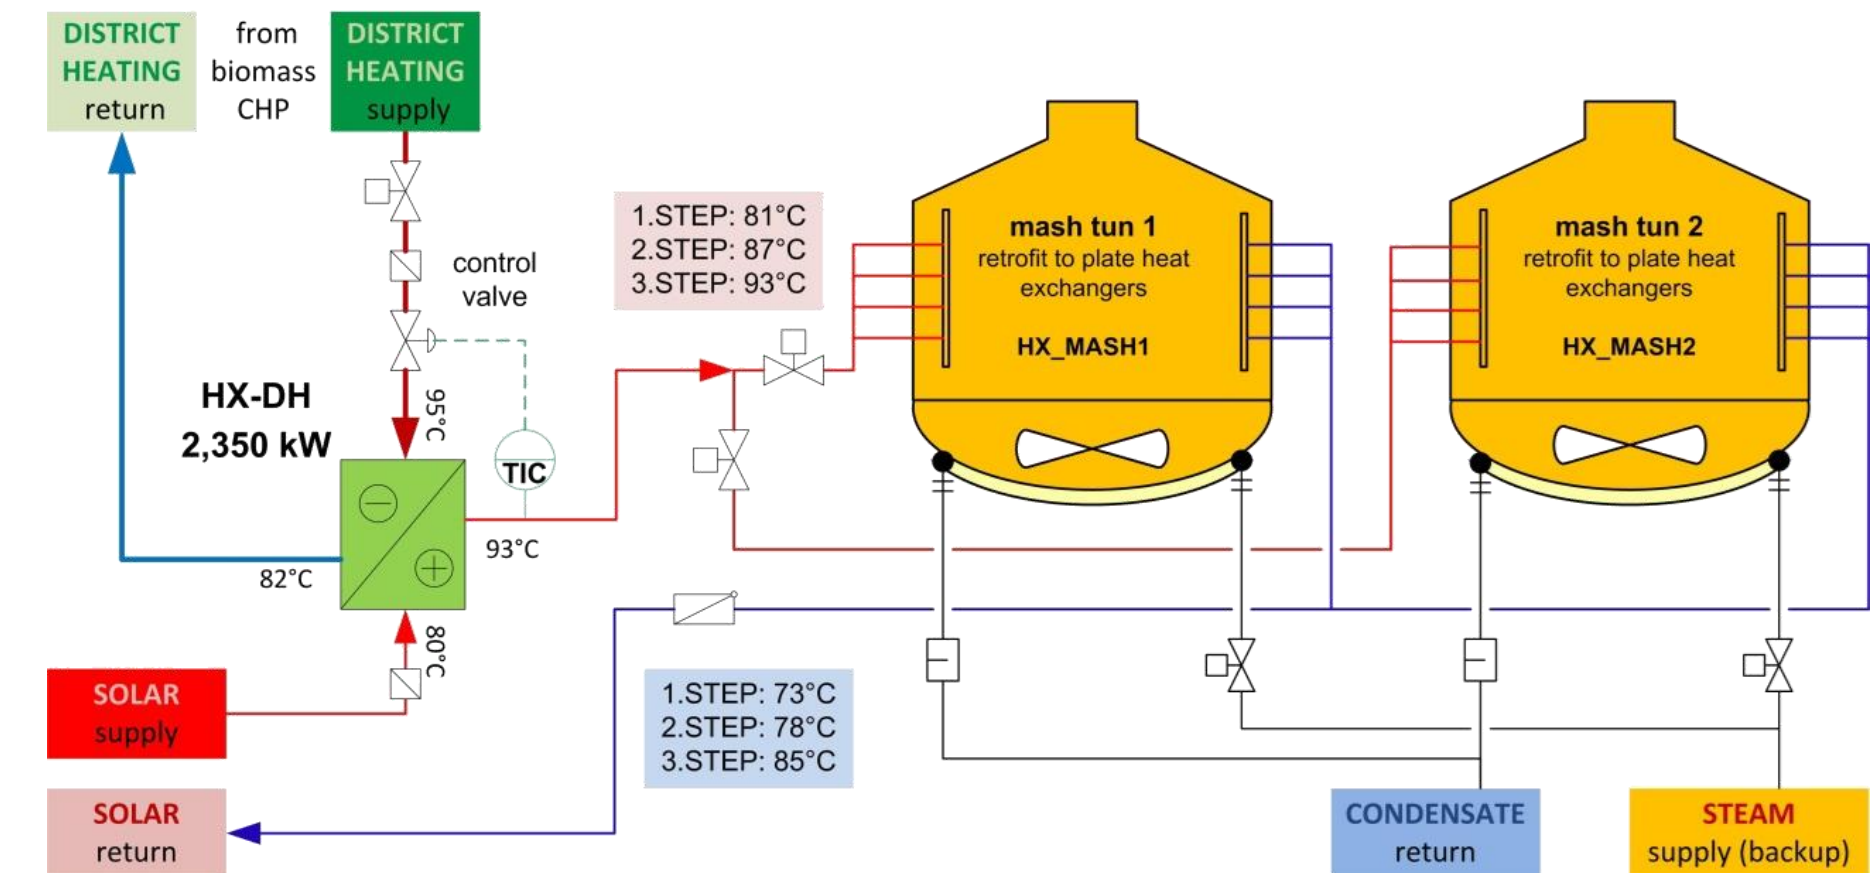 DISTRICT
HEATING
return
from
biomass
CHP
DISTRICT
HEATING
supply
control
valve
95°C
HX-DH
2,350 kW
TIC
93°C
82°C
80°C
1.STEP: 81°C
2.STEP: 87°C
3.STEP: 93°C
mash tun 1
retrofit to plate heat
exchangers
HX_MASH1
mash tun 2
retrofit to plate heat
exchangers
HX_MASH2
SOLAR
supply
1.STEP: 73°C
2.STEP: 78°C
3.STEP: 85°C
SOLAR
return
CONDENSATE
return
STEAM
supply (backup)